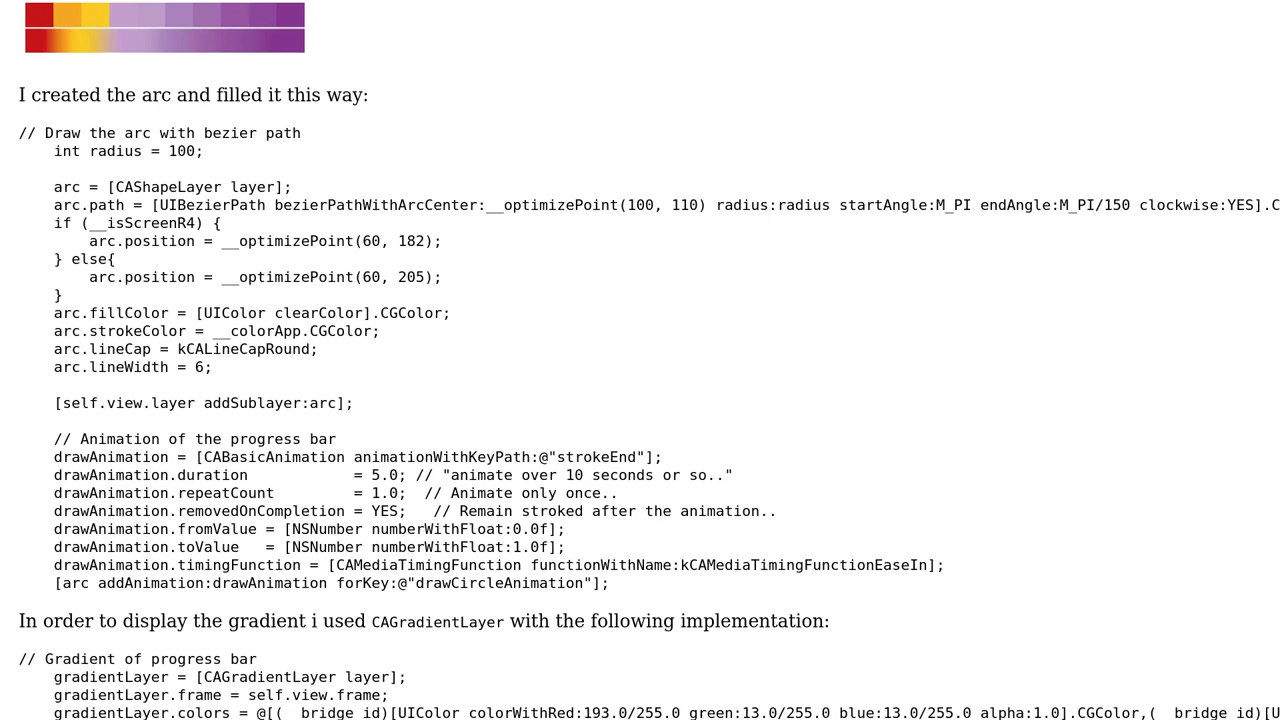 I created the arc and filled it this way:
// Draw the arc with bezier path
    int radius = 100;
    arc = [CAShapeLayer layer];
    arc.path = [UIBezierPath bezierPathWithArcCenter:__optimizePoint(100, 110) radius:radius startAngle:M_PI endAngle:M_PI/150 clockwise:YES].C
    if (__isScreenR4) {
        arc.position = __optimizePoint(60, 182);
    } else{
        arc.position = __optimizePoint(60, 205);
    }
    arc.fillColor = [UIColor clearColor].CGColor;
    arc.strokeColor = __colorApp.CGColor;
    arc.lineCap = kCALineCapRound;
    arc.lineWidth = 6;
    [self.view.layer addSublayer:arc];
    // Animation of the progress bar
    drawAnimation = [CABasicAnimation animationWithKeyPath:@"strokeEnd"];
    drawAnimation.duration            = 5.0; // "animate over 10 seconds or so.."
    drawAnimation.repeatCount         = 1.0;  // Animate only once..
    drawAnimation.removedOnCompletion = YES;   // Remain stroked after the animation..
    drawAnimation.fromValue = [NSNumber numberWithFloat:0.0f];
    drawAnimation.toValue   = [NSNumber numberWithFloat:1.0f];
    drawAnimation.timingFunction = [CAMediaTimingFunction functionWithName:kCAMediaTimingFunctionEaseIn];
    [arc addAnimation:drawAnimation forKey:@"drawCircleAnimation"];
In order to display the gradient i used CAGradientLayer with the following implementation:
// Gradient of progress bar
    gradientLayer = [CAGradientLayer layer];
    gradientLayer.frame = self.view.frame;
    gradientLayer.colors = @[(__bridge id)[UIColor colorWithRed:193.0/255.0 green:13.0/255.0 blue:13.0/255.0 alpha:1.0].CGColor,(__bridge id)[U